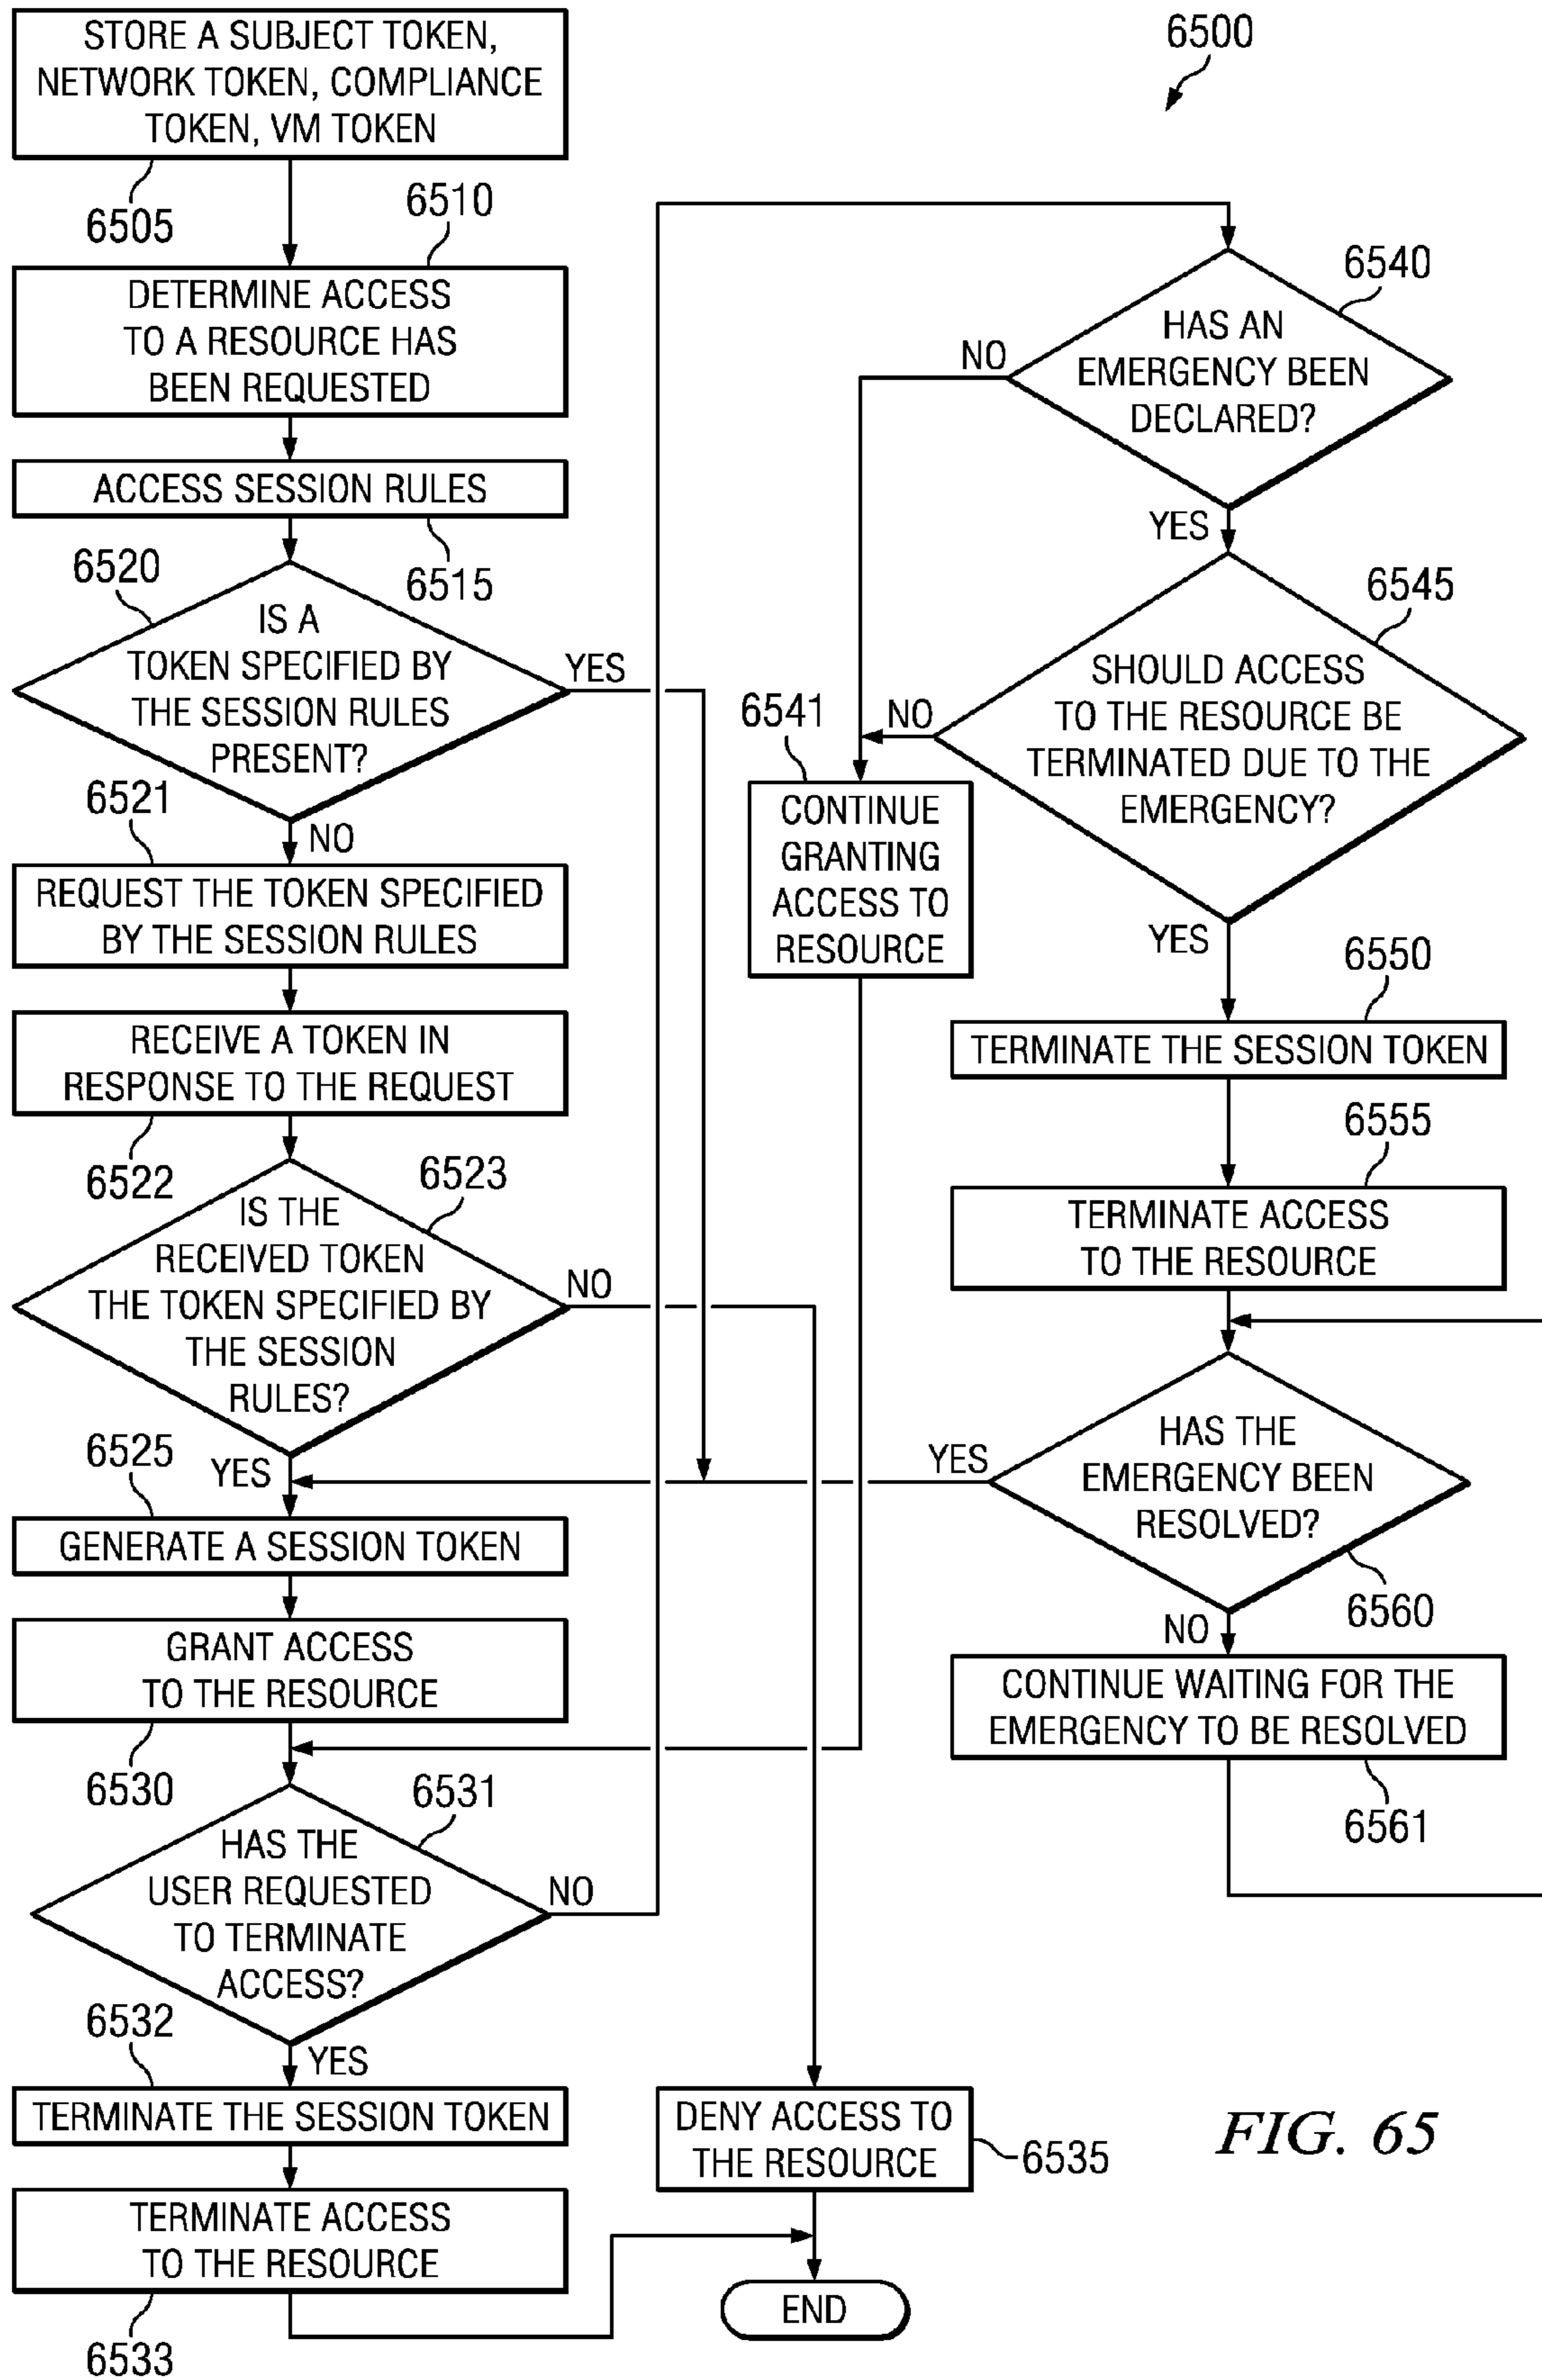 STORE A SUBJECT TOKEN,
NETWORK TOKEN, COMPLIANCE
TOKEN, VM TOKEN
6505
6510
DETERMINE ACCESS
TO A RESOURCE HAS
BEEN REQUESTED
ACCESS SESSION RULES
6515
6520
IS A
TOKEN SPECIFIED BY
THE SESSION RULES
PRESENT?
YES
NO
6521
REQUEST THE TOKEN SPECIFIED
BY THE SESSION RULES
RECEIVE A TOKEN IN
RESPONSE TO THE REQUEST
6522
6523
IS THE
RECEIVED TOKEN
THE TOKEN SPECIFIED BY
THE SESSION
RULES?
NO
YES
6525
GENERATE A SESSION TOKEN
GRANT ACCESS
TO THE RESOURCE
6530
6531
HAS THE
USER REQUESTED
TO TERMINATE
ACCESS?
NO
YES
6532
TERMINATE THE SESSION TOKEN
TERMINATE ACCESS
TO THE RESOURCE
6533
6500
6540
HAS AN
EMERGENCY BEEN
DECLARED?
NO
YES
6545
SHOULD ACCESS
TO THE RESOURCE BE
TERMINATED DUE TO THE
EMERGENCY?
NO
YES
6541
CONTINUE
GRANTING
ACCESS TO
RESOURCE
6550
TERMINATE THE SESSION TOKEN
6555
TERMINATE ACCESS
TO THE RESOURCE
HAS THE
EMERGENCY BEEN
RESOLVED?
YES
6560
NO
CONTINUE WAITING FOR THE
EMERGENCY TO BE RESOLVED
6561
DENY ACCESS TO
THE RESOURCE
6535
END
FIG. 65